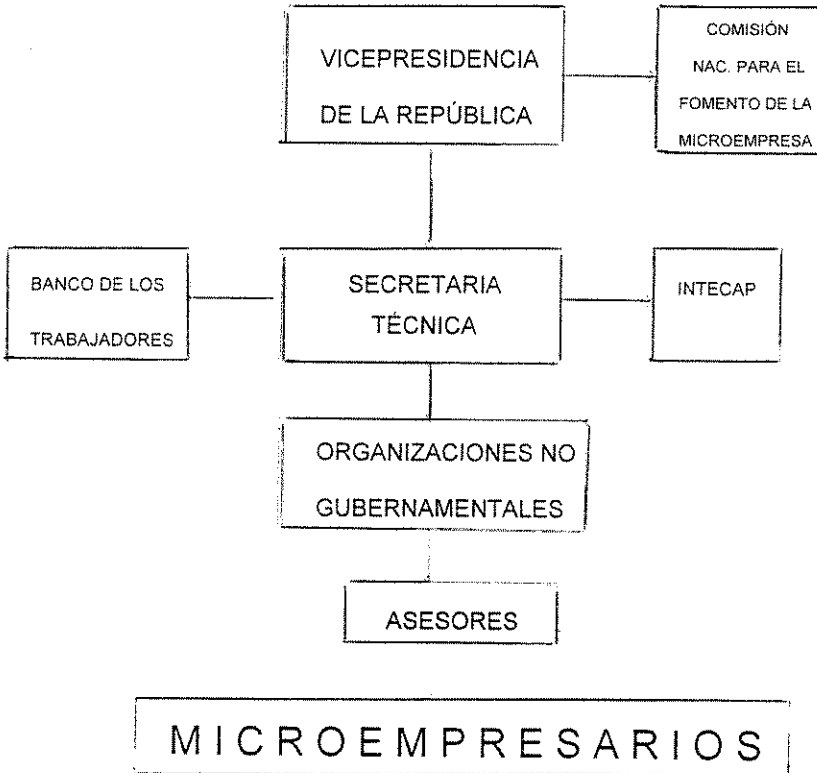 VICEPRESIDENCIA
DE LA REPÚBLICA
COMISIÓN
NAC. PARA EL
FOMENTO DE LA
MICROEMPRESA
BANCO DE LOS
TRABAJADORES
SECRETARIA
TÉCNICA
INTECAP
ORGANIZACIONES NO
GUBERNAMENTALES
ASESORES
MICROEMPRESARIOS